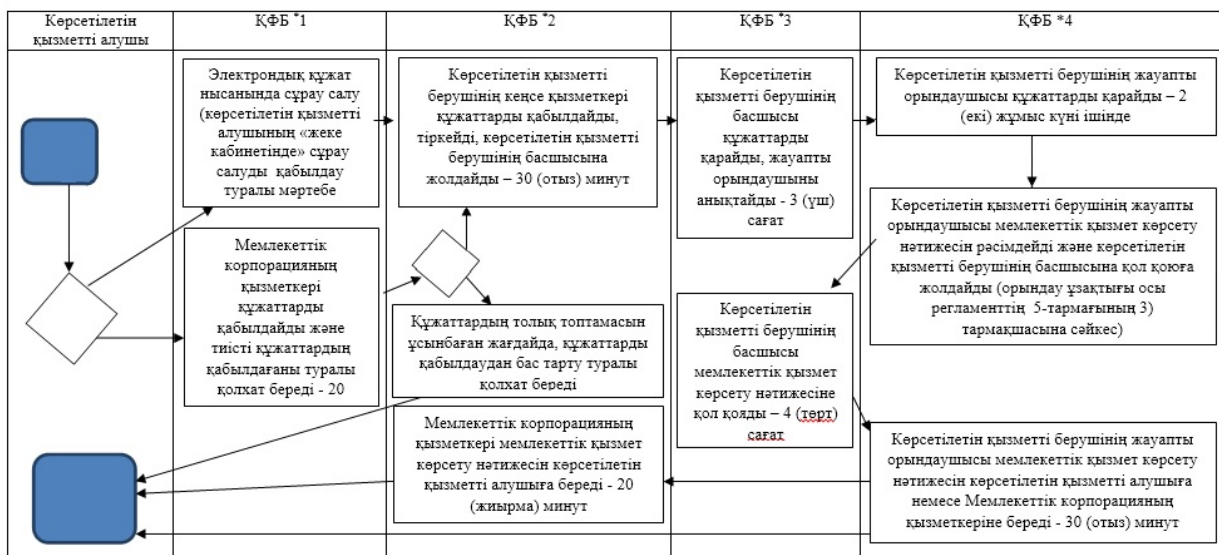 Көрсетілетін
қызметті алушы
ҚФБ *1
ҚФБ *2
ҚФБ *3
ҚФБ *4
Электрондық құжат
нысанында сұрау салу
(көрсетілетін қызметті
алушының «жеке
кабинетінде» сұрау
салуды қабылдау
туралы мәртебе
Мемлекеттік
корпорацияның
қызметкері
құжаттарды
қабылдайды және
тиісті құжаттардың
қабылдағаны туралы
қолхат береді - 20
Көрсетілетін қызметті
берушінің кеңсе қызметкері
құжаттарды қабылдайды,
тіркейді, көрсетілетін қызметті
берушінің басшысына
жолдайды – 30 (отыз) минут
Құжаттардың толық топтамасын
ұсынбаған жағдайда, құжаттарды
қабылдаудан бас тарту туралы
қолхат береді
Мемлекеттік корпорацияның
қызметкері мемлекеттік қызмет
көрсету нәтижесін көрсетілетін
қызметті алушыға береді - 20
(жиырма) минут
Көрсетілетін
қызметті берушінің
басшысы
құжаттарды
қарайды, жауапты
орындаушыны
анықтайды - 3 (үш)
сағат
Көрсетілетін
қызметті берушінің
басшысы
мемлекеттік қызмет
көрсету нәтижесіне
қол қояды – 4 (төрт)
сағат
Көрсетілетін қызметті берушінің жауапты
орындаушысы құжаттарды қарайды – 2
(екі) жұмыс күні ішінде
Көрсетілетін қызметті берушінің жауапты
орындаушысы мемлекеттік қызмет көрсету
нәтижесін рәсімдейді және көрсетілетін
қызметті берушінің басшысына қол қоюға
жолдайды (орындау ұзақтығы осы
регламенттің 5-тармағының 3)
тармақшасына сәйкес)
Көрсетілетін қызметті берушінің жауапты
орындаушысы мемлекеттік қызмет көрсету
нәтижесін көрсетілетін қызметті алушыға
немесе Мемлекеттік корпорацияның
қызметкеріне береді - 30 (отыз) минут